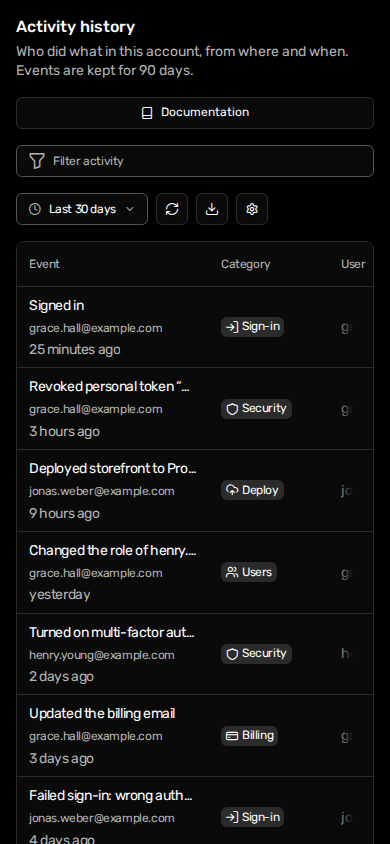 Activity history
Who did what in this account, from where and when.
Events are kept for 90 days.
Documentation
Filter activity
Last 30 days
Event Category User
Signed in
grace.hall@example.com
25 minutes ago
Sign-in
Revoked personal token “…
grace.hall@example.com
3 hours ago
Security
Deployed storefront to Pro…
jonas.weber@example.com
9 hours ago
Deploy
Changed the role of henry.…
grace.hall@example.com
yesterday
Users
Turned on multi-factor aut…
henry.young@example.com
2 days ago
Security
Updated the billing email
grace.hall@example.com
3 days ago
Billing
Failed sign-in: wrong auth…
jonas.weber@example.com
4 days ago
Sign-in